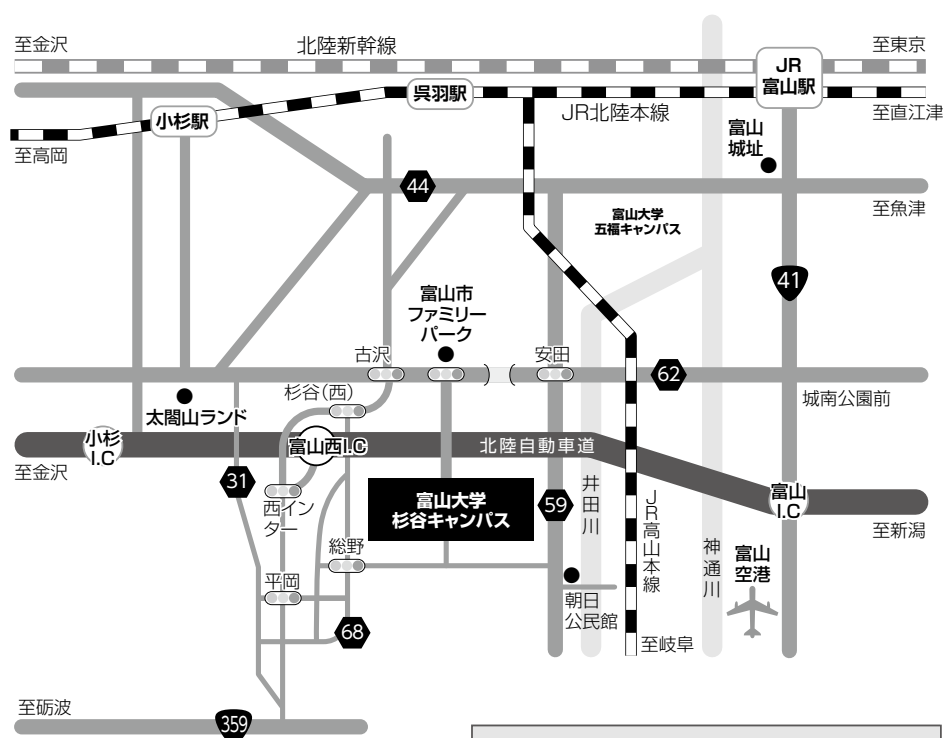 至金沢
北陸新幹線
至東京
JR
富山駅
呉羽駅
小杉駅
JR北陸本線
至直江津
至高岡
富山
城址
44
至魚津
富山大学
五福キャンパス
41
富山市
ファミリー
パーク
古沢
安田
62
杉谷(西)
城南公園前
太閤山ランド
小杉
I.C
富山西I.C
北陸自動車道
至金沢
31
西イン
ター
富山大学
杉谷キャンパス
59
井田川
JR高山本線
富山
I.C
至新潟
総野
神通川
富山
空港
平岡
朝日
公民館
68
至岐阜
至砺波
359